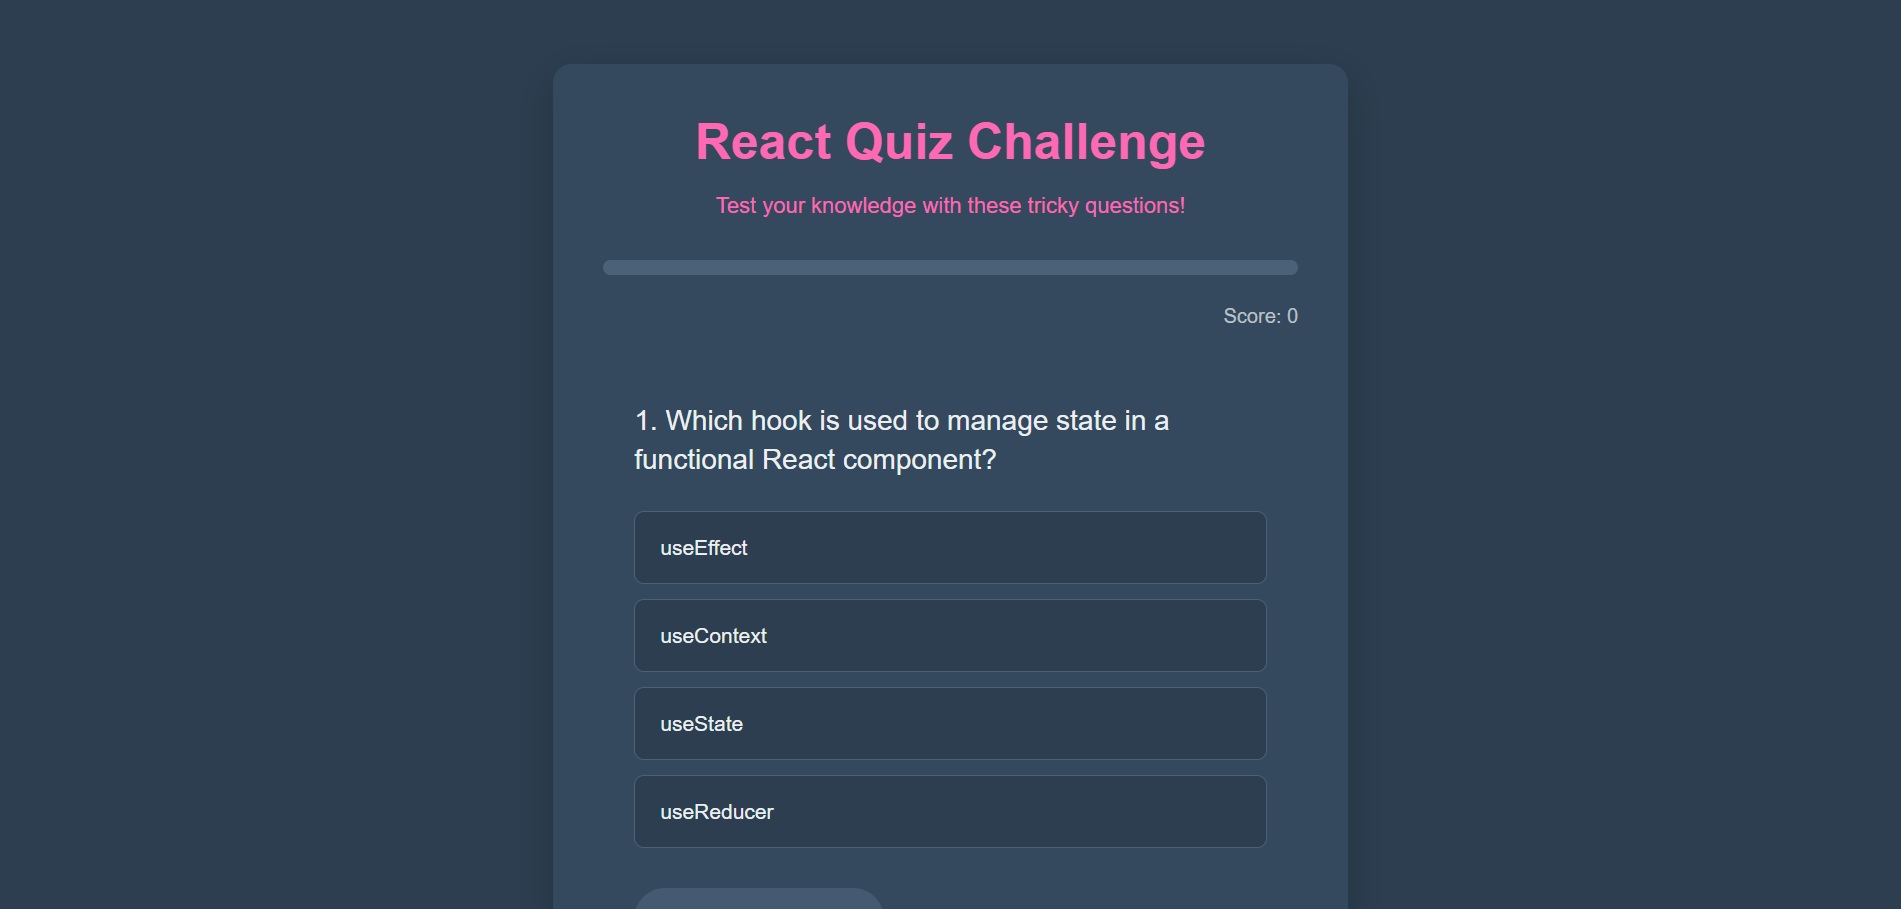 React Quiz Challenge
Test your knowledge with these tricky questions!
Score: 0
1. Which hook is used to manage state in a
functional React component?
useEffect
useContext
useState
useReducer